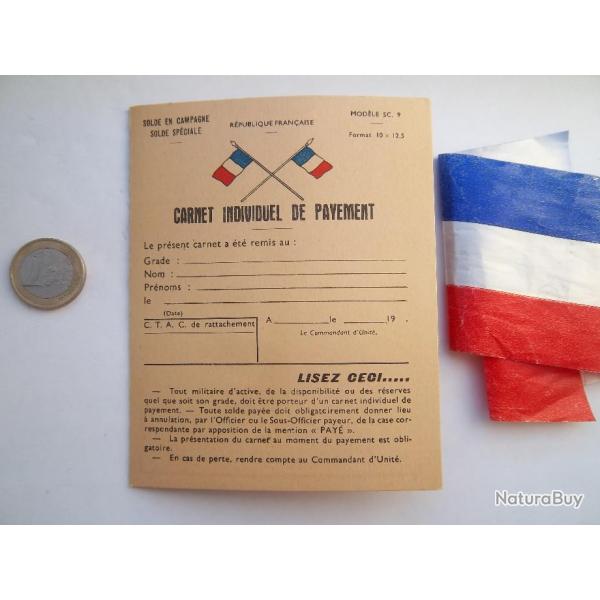 SOLDE EN CAMPAGNE
SOLDE SPÉCIALE
RÉPUBLIQUE FRANÇAISE
MODÈLE SC. 9
Format 10 × 12,5
CARNET INDIVIDUEL DE PAYEMENT
Le présent carnet a été remis au :
Grade :
Nom :
Prénoms :
le
(Date)
C. T. A. C. de rattachement
A le 19 .
Le Commandant d'Unité.
LISEZ CECI.....
— Tout militaire d'active, de la disponibilité ou des réserves
quel que soit son grade, doit être porteur d'un carnet individuel de
payement. — Toute solde payée doit obligatoirement donner lieu
à annulation, par l'Officier ou le Sous-Officier payeur, de la case cor-
respondante par apposition de la mention « PAYÉ ».
— La présentation du carnet au moment du payement est obli-
gatoire.
— En cas de perte, rendre compte au Commandant d'Unité.
1
NaturaBuy